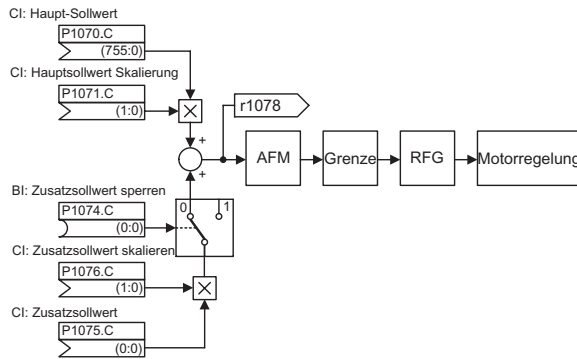 CI: Haupt-Sollwert
P1070.C
(755:0)
CI: Hauptsollwert Skalierung
P1071.C
(1:0)
r1078
+
+
AFM
Grenze
RFG
Motorregelung
BI: Zusatzsollwert sperren
P1074.C
(0:0)
0
1
CI: Zusatzsollwert skalieren
P1076.C
(1:0)
CI: Zusatzsollwert
P1075.C
(0:0)